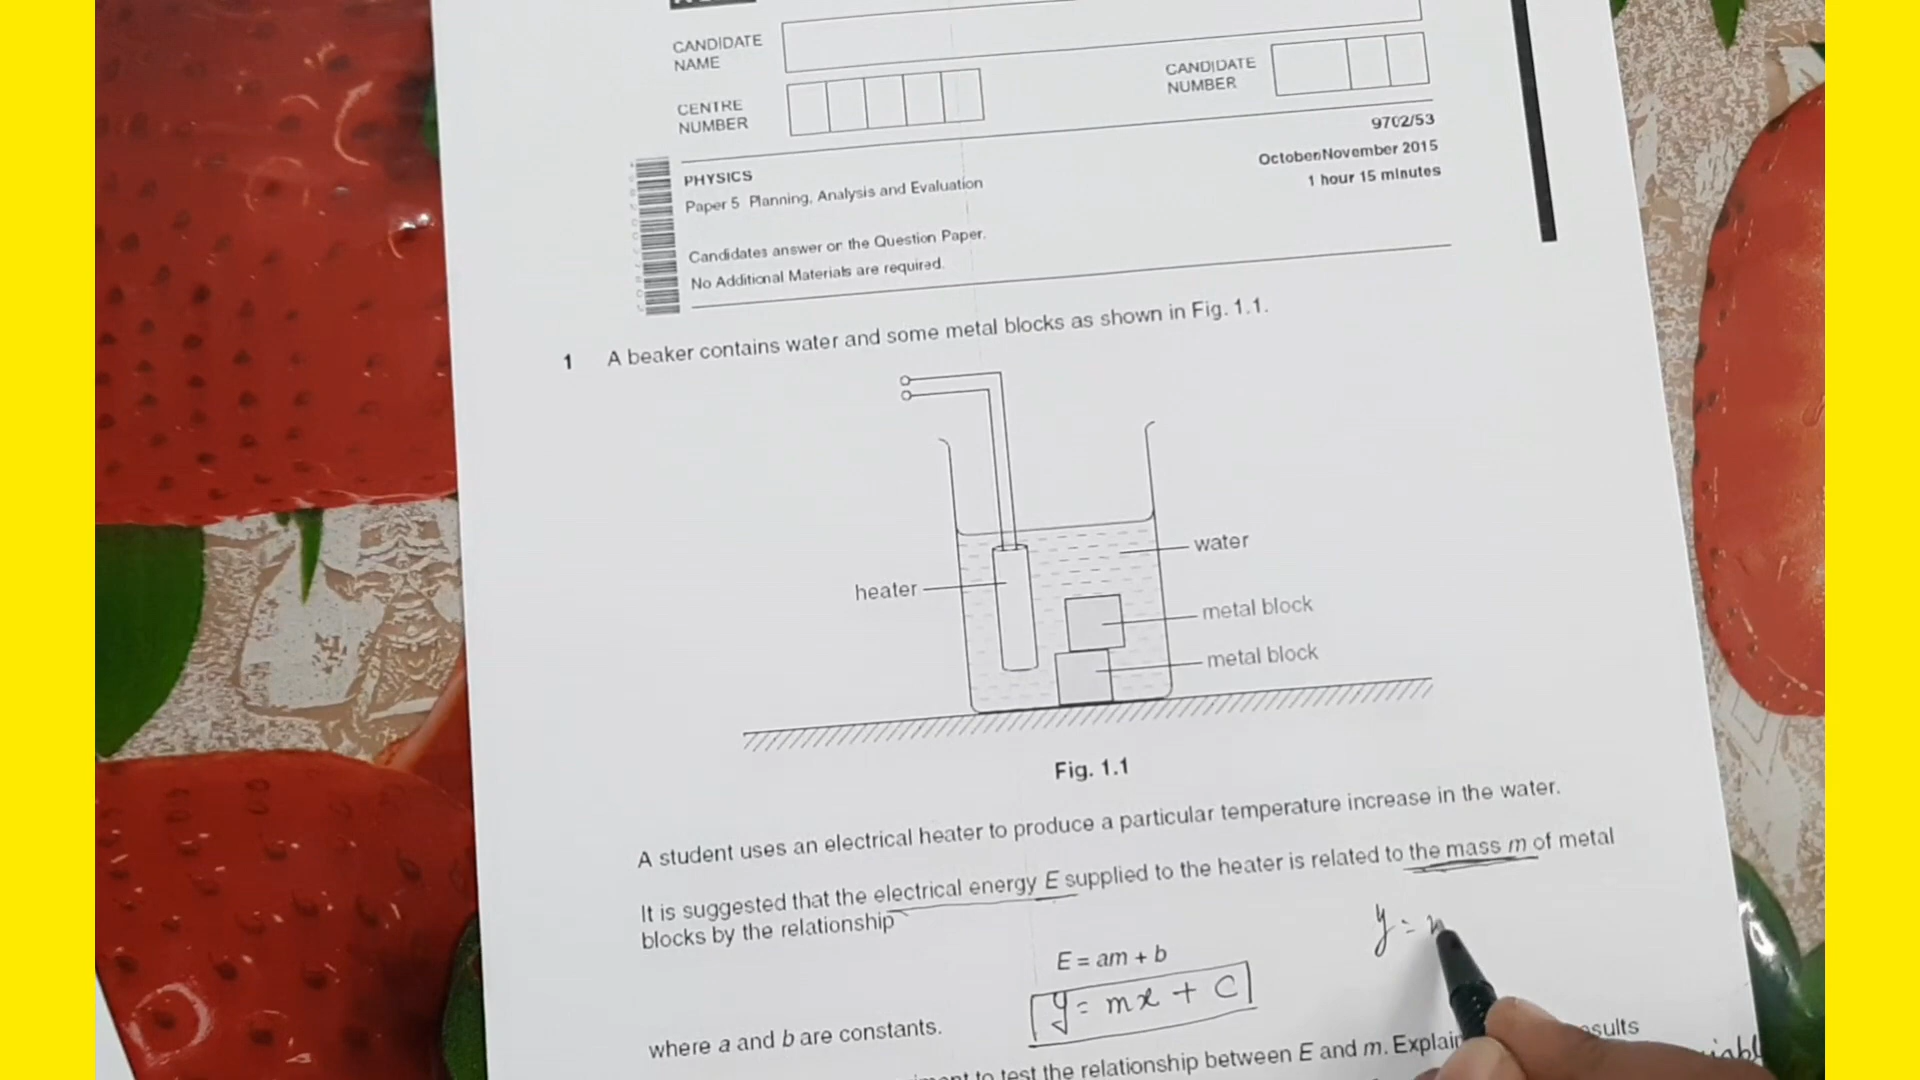 CANDIDATE
NAME
CENTRE
NUMBER
CANDIDATE
NUMBER
9702/53
PHYSICS
Paper 5 Planning, Analysis and Evaluation
October/November 2015
1 hour 15 minutes
Candidates answer on the Question Paper.
No Additional Materials are required.
1 A beaker contains water and some metal blocks as shown in Fig. 1.1.
water
heater
metal block
metal block
Fig. 1.1
A student uses an electrical heater to produce a particular temperature increase in the water.
It is suggested that the electrical energy E supplied to the heater is related to the mass m of metal
blocks by the relationship
E = am + b
y = mx + C
y =
where a and b are constants.
to test the relationship between E and m. Explain